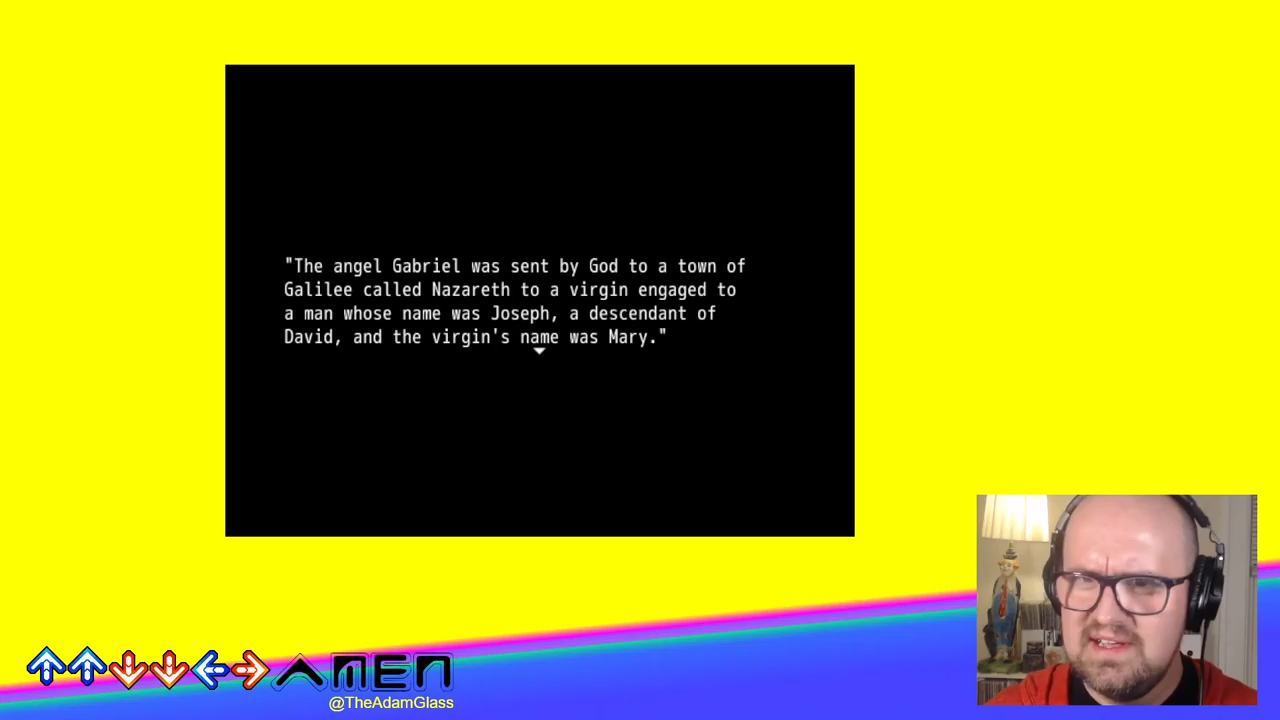 "The angel Gabriel was sent by God to a town of
Galilee called Nazareth to a virgin engaged to
a man whose name was Joseph, a descendant of
David, and the virgin's name was Mary."
AMEN
@TheAdamGlass